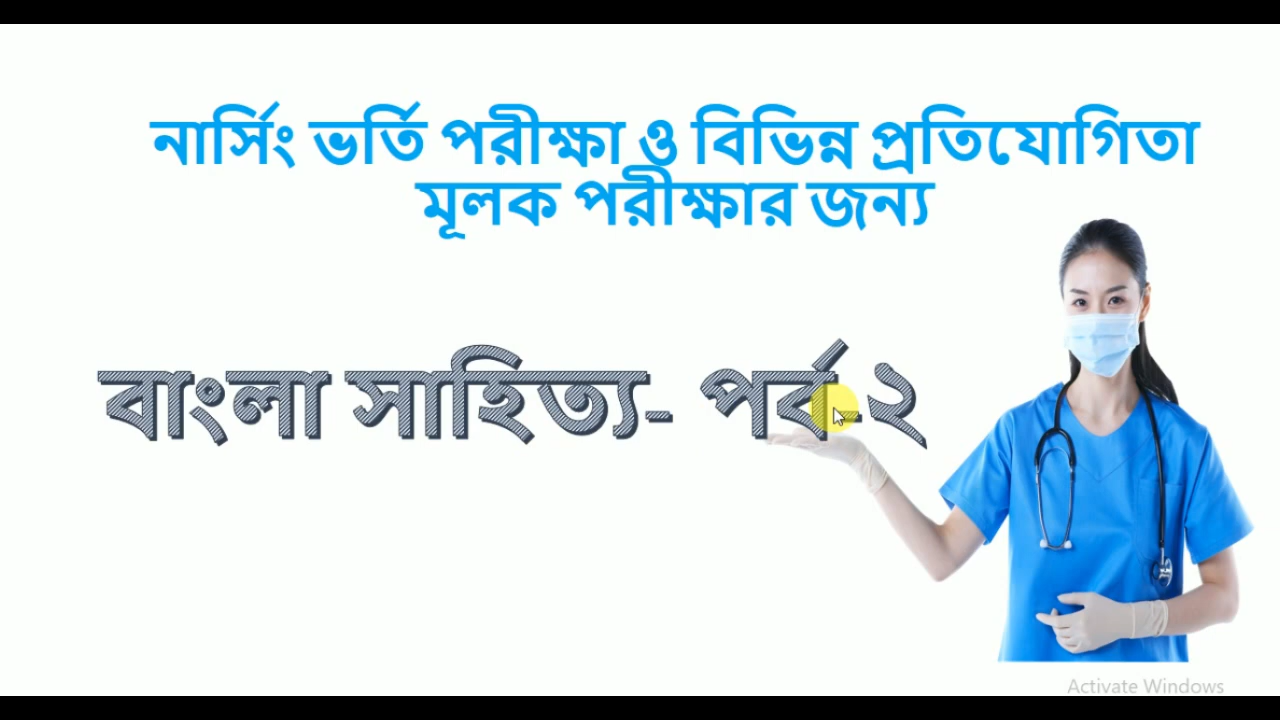 নার্সিং ভর্তি পরীক্ষা ও বিভিন্ন প্রতিযোগিতা
মূলক পরীক্ষার জন্য
বাংলা সাহিত্য- পর্ব-২
Activate Windows